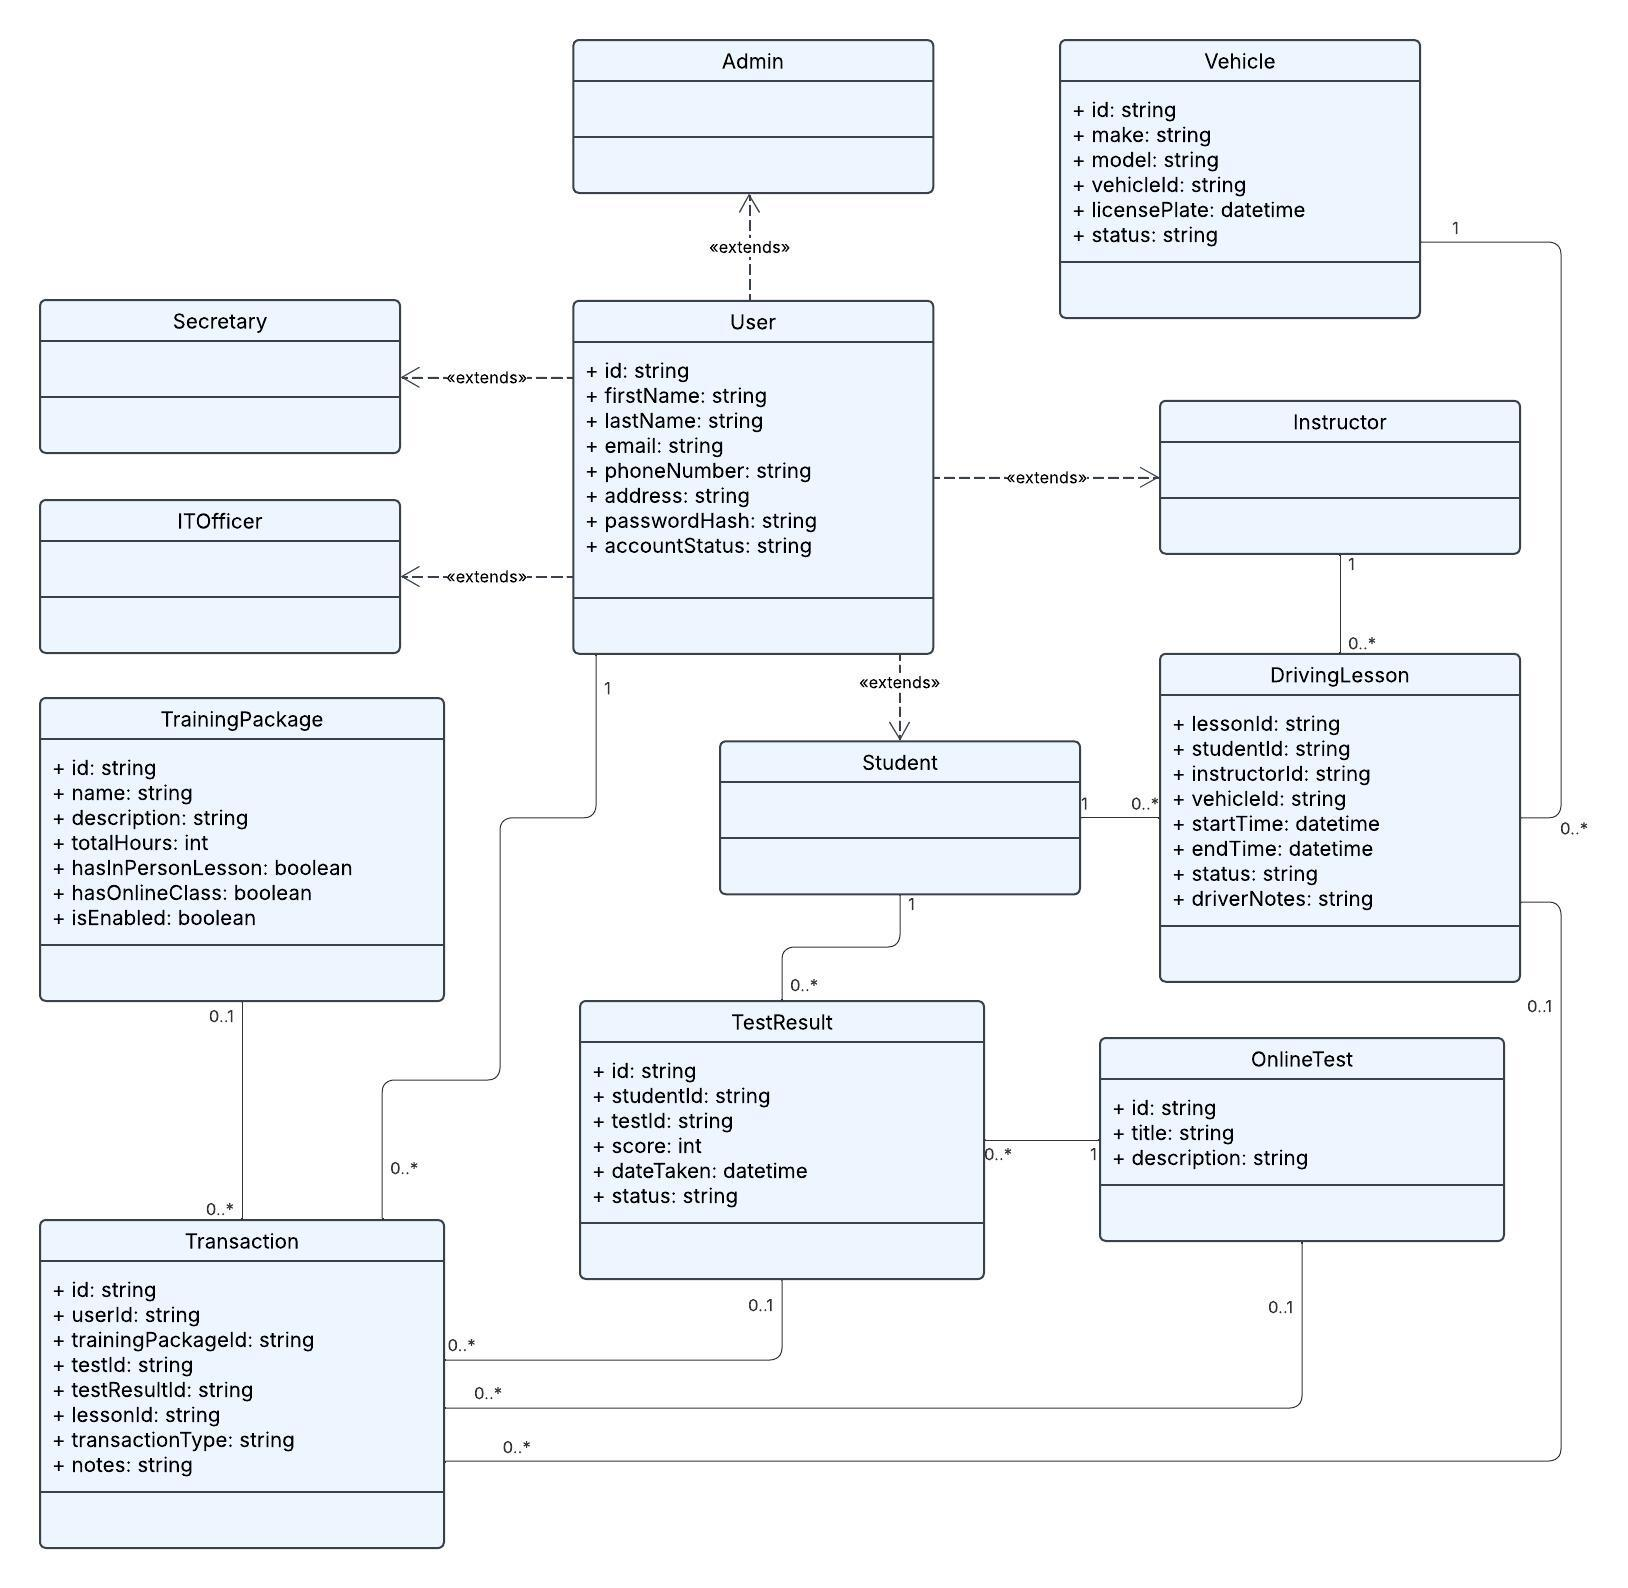 Admin
«extends»
Vehicle
+ id: string
+ make: string
+ model: string
+ vehicleId: string
+ licensePlate: datetime
+ status: string
1
Secretary
«extends»
User
+ id: string
+ firstName: string
+ lastName: string
+ email: string
+ phoneNumber: string
+ address: string
+ passwordHash: string
+ accountStatus: string
«extends»
Instructor
1
0..*
ITOfficer
«extends»
1
«extends»
DrivingLesson
+ lessonId: string
+ studentId: string
+ instructorId: string
+ vehicleId: string
+ startTime: datetime
+ endTime: datetime
+ status: string
+ driverNotes: string
0..*
0..1
TrainingPackage
+ id: string
+ name: string
+ description: string
+ totalHours: int
+ hasInPersonLesson: boolean
+ hasOnlineClass: boolean
+ isEnabled: boolean
0..1
0..*
0..*
Student
1
0..*
1
0..*
TestResult
+ id: string
+ studentId: string
+ testId: string
+ score: int
+ dateTaken: datetime
+ status: string
0..*
1
0..1
OnlineTest
+ id: string
+ title: string
+ description: string
0..1
Transaction
+ id: string
+ userId: string
+ trainingPackageId: string
+ testId: string
+ testResultId: string
+ lessonId: string
+ transactionType: string
+ notes: string
0..*
0..*
0..*